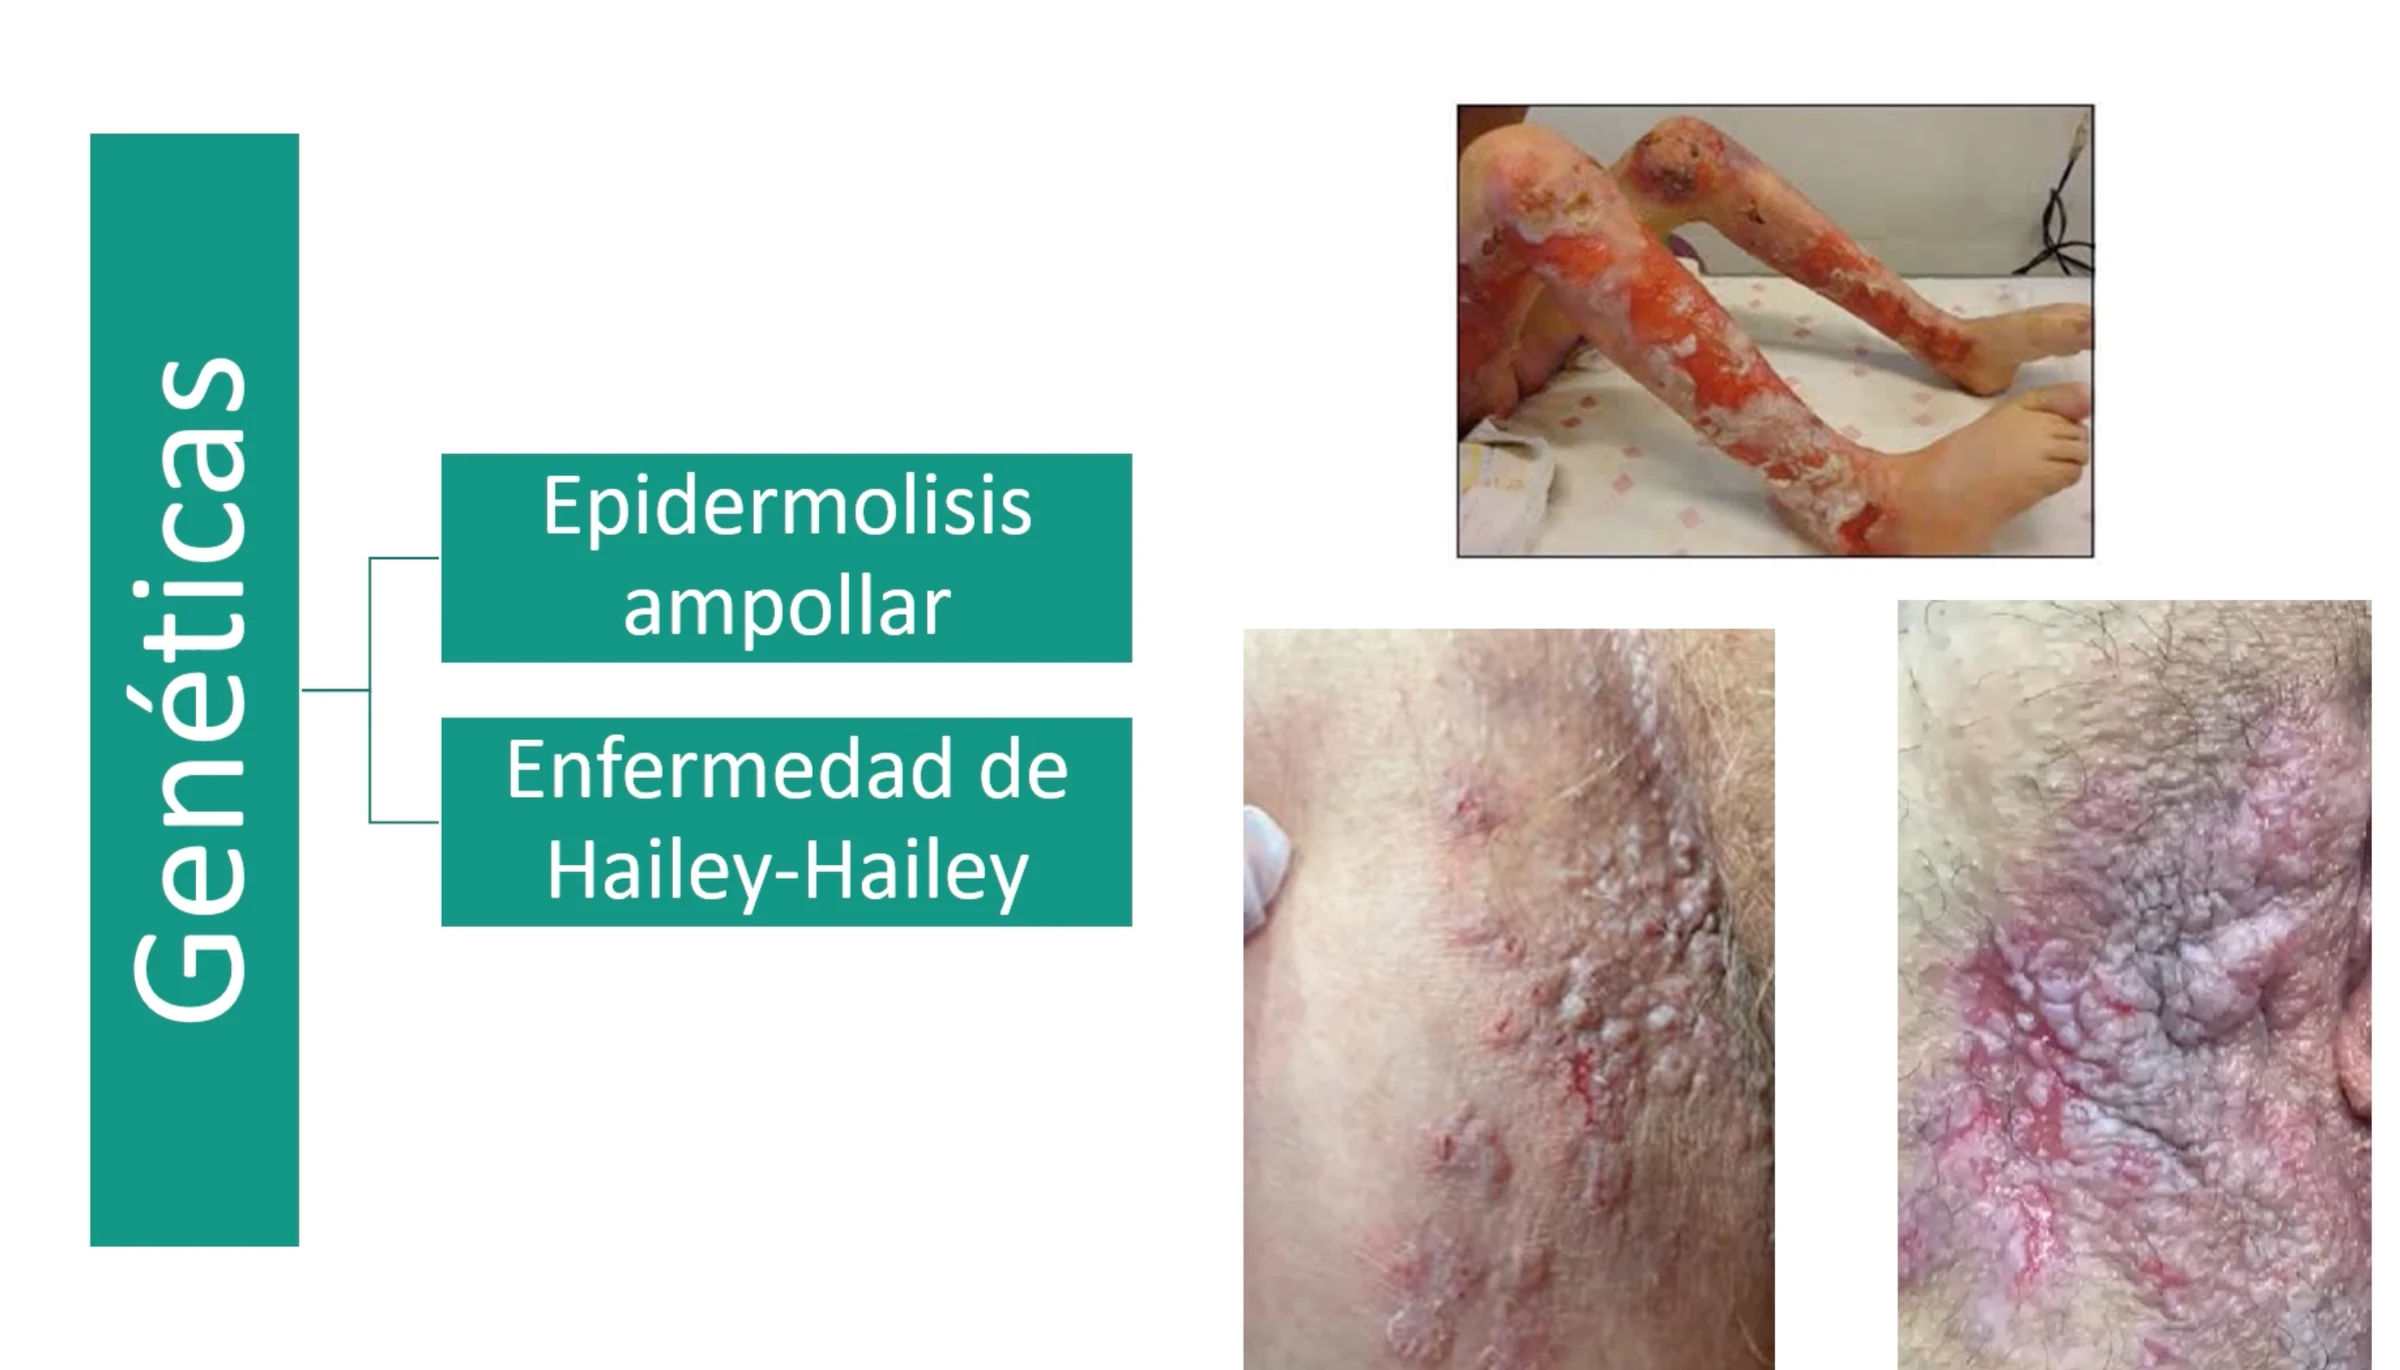 Genéticas
Epidermolisis
ampollar
Enfermedad de
Hailey-Hailey